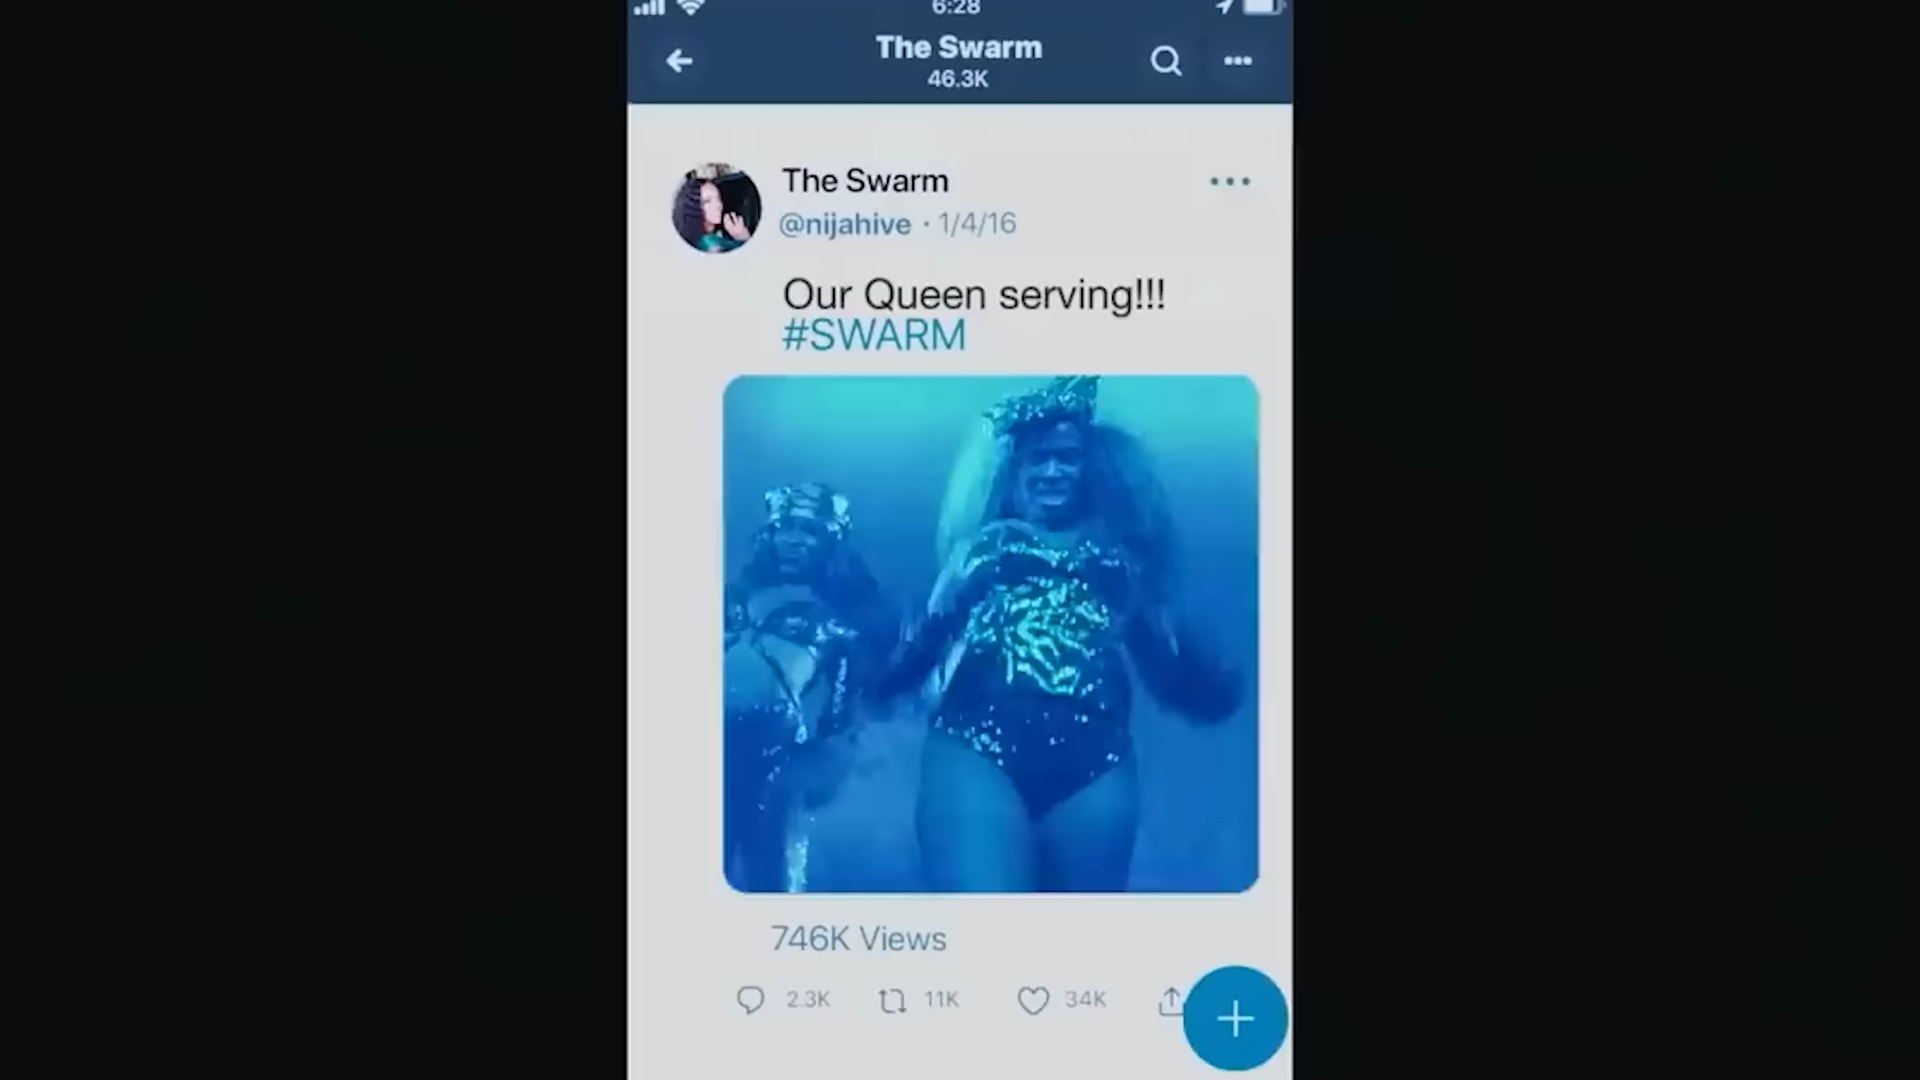 6:28
The Swarm
46.3K
The Swarm
@nijahive · 1/4/16
Our Queen serving!!!
#SWARM
746K Views
2.3K 11K 34K